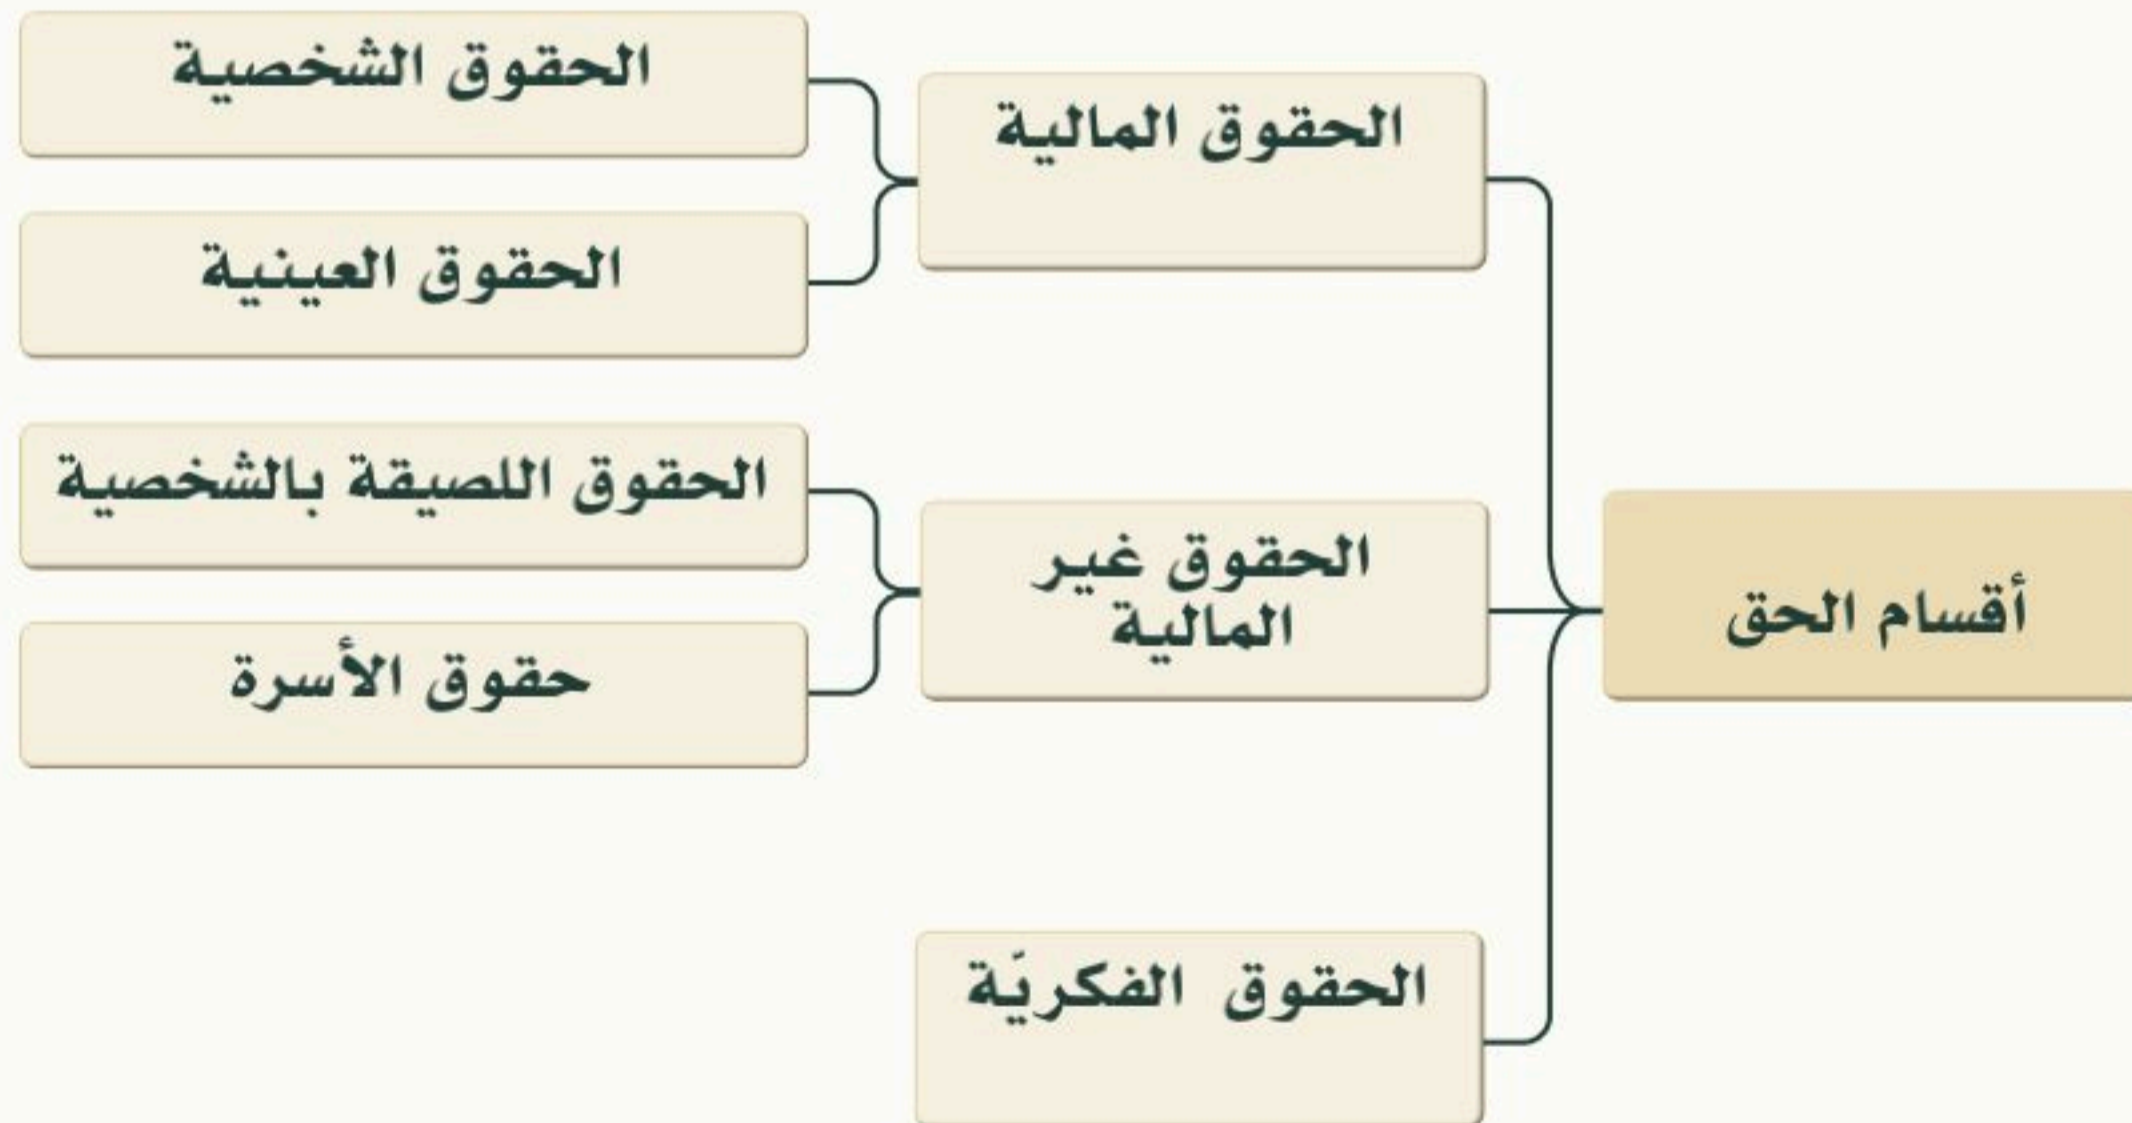 أقسام الحق
الحقوق المالية
الحقوق الشخصية
الحقوق العينية
الحقوق غير
المالية
الحقوق اللصيقة بالشخصية
حقوق الأسرة
الحقوق الفكريَّة